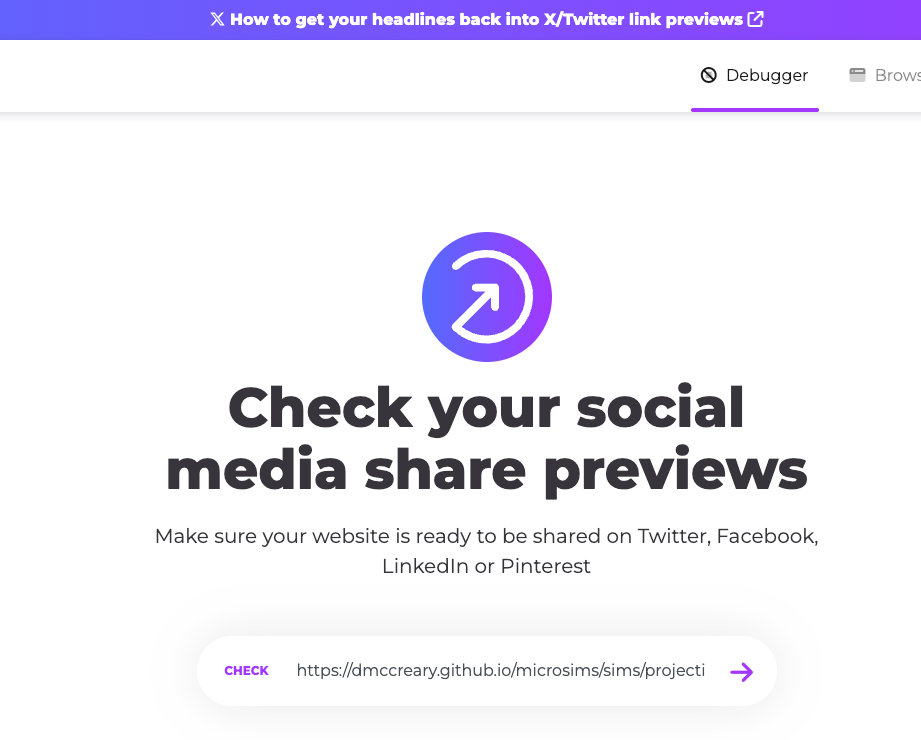 𝕏 How to get your headlines back into X/Twitter link previews
Debugger
Brows
Check your social
media share previews
Make sure your website is ready to be shared on Twitter, Facebook,
LinkedIn or Pinterest
CHECK https://dmccreary.github.io/microsims/sims/projecti